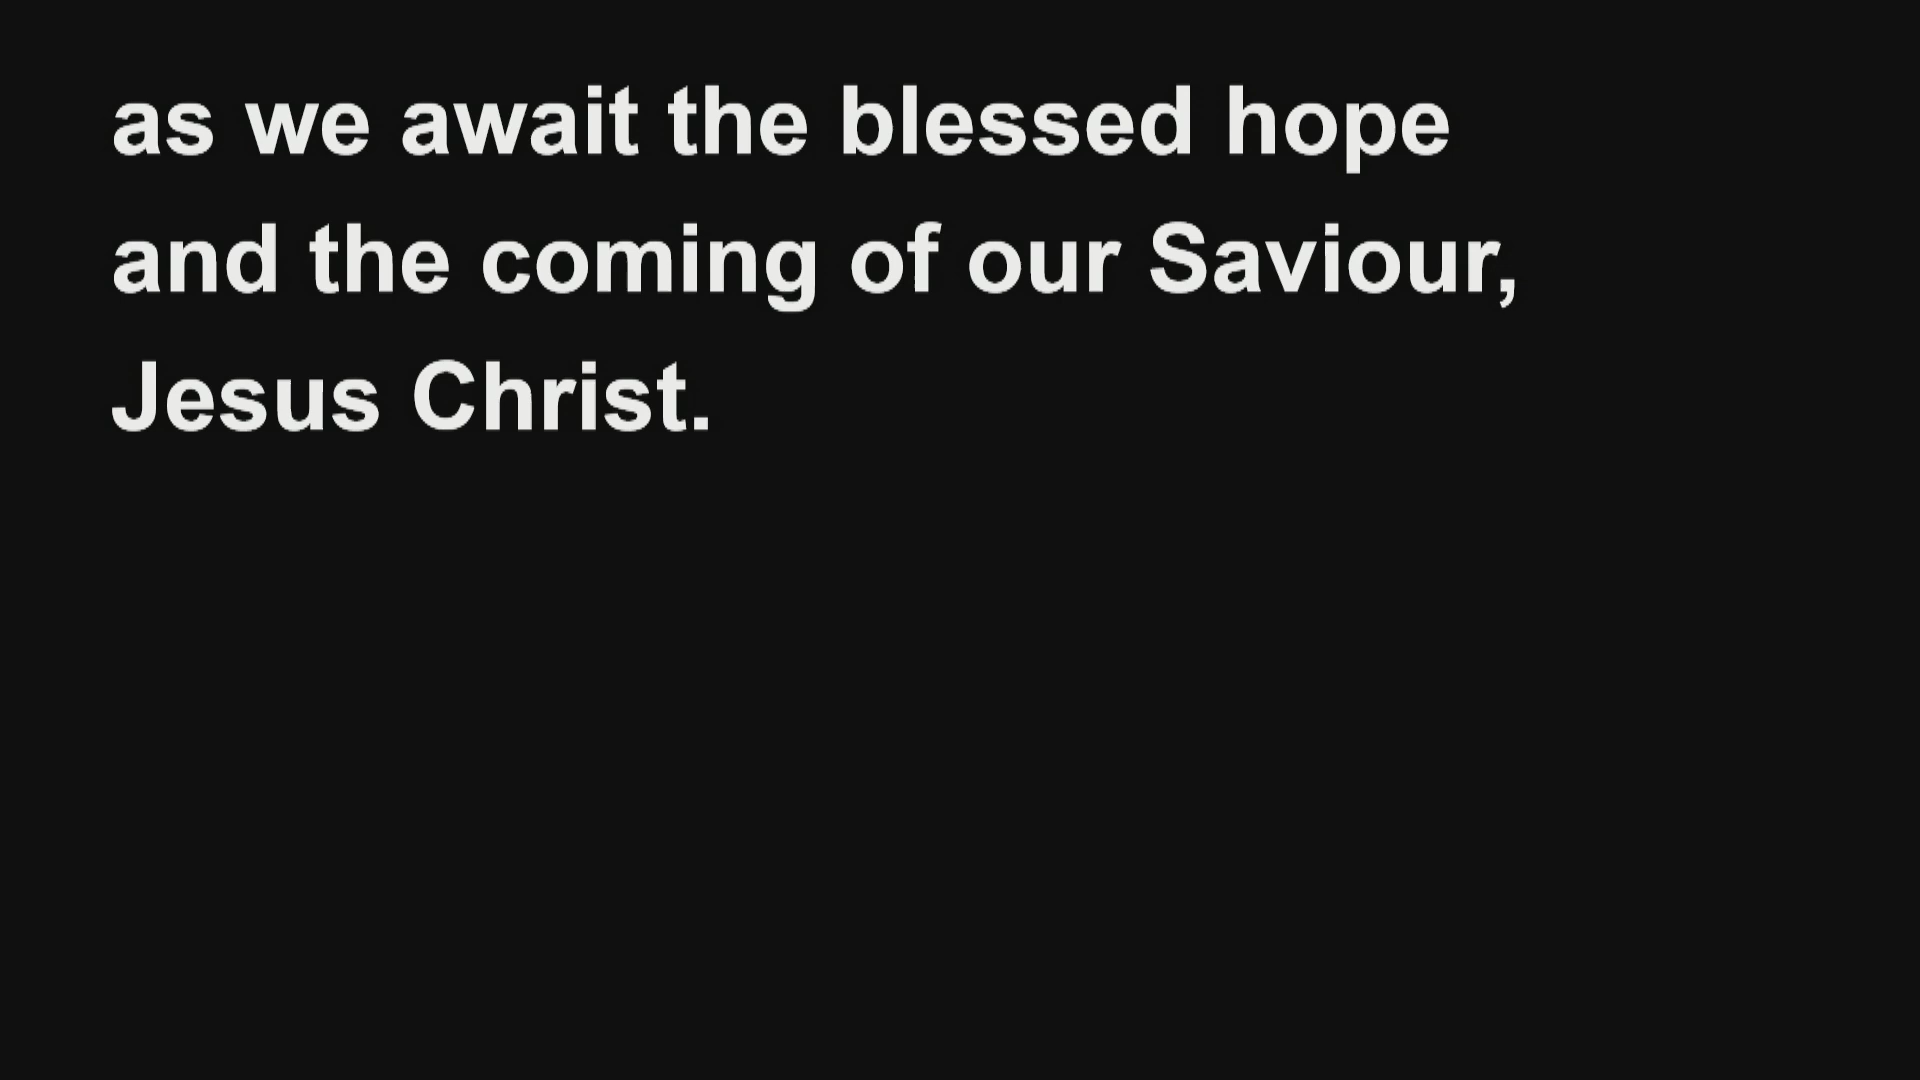 as we await the blessed hope
and the coming of our Saviour,
Jesus Christ.